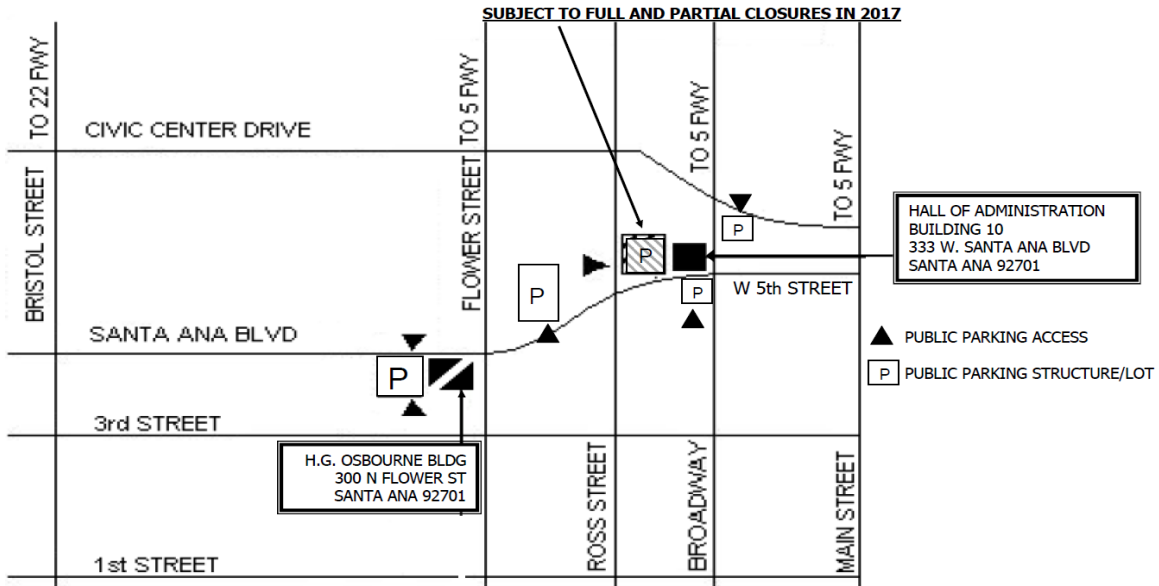 SUBJECT TO FULL AND PARTIAL CLOSURES IN 2017
TO 22 FWY
TO 5 FWY
TO 5 FWY
TO 5 FWY
CIVIC CENTER DRIVE
BRISTOL STREET
FLOWER STREET
P
HALL OF ADMINISTRATION
BUILDING 10
333 W. SANTA ANA BLVD
SANTA ANA 92701
P
P
P
W 5th STREET
SANTA ANA BLVD
PUBLIC PARKING ACCESS
P PUBLIC PARKING STRUCTURE/LOT
P
3rd STREET
H.G. OSBOURNE BLDG
300 N FLOWER ST
SANTA ANA 92701
ROSS STREET
BROADWAY
MAIN STREET
1st STREET